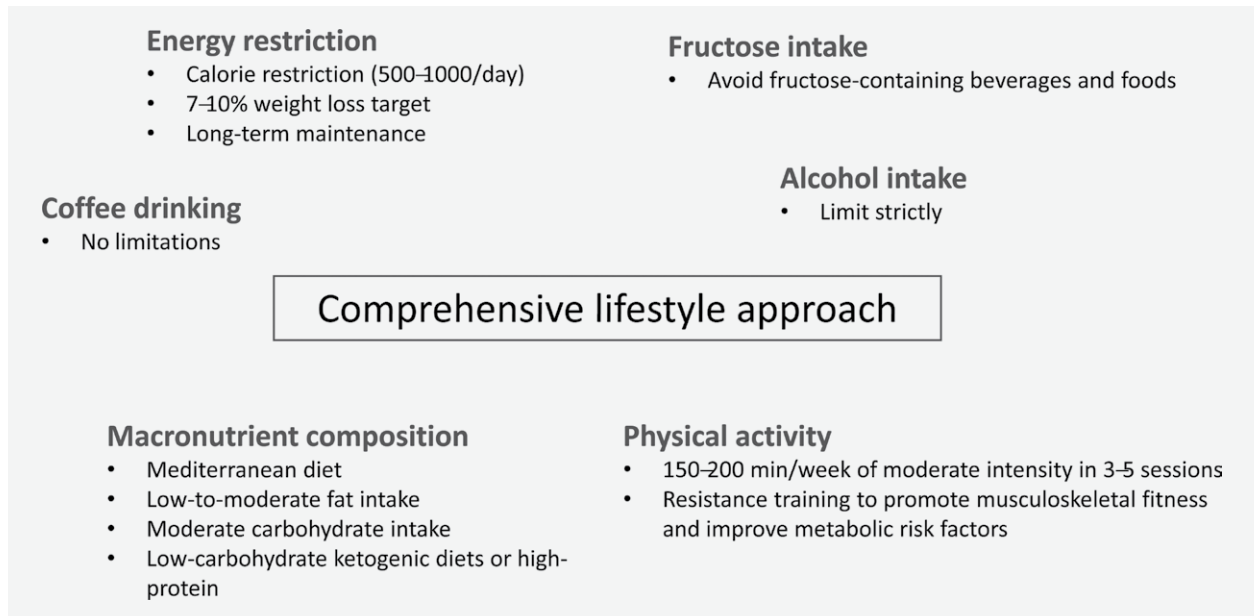 Energy restriction
• Calorie restriction (500–1000/day)
• 7–10% weight loss target
• Long-term maintenance
Fructose intake
• Avoid fructose-containing beverages and foods
Alcohol intake
• Limit strictly
Coffee drinking
• No limitations
Comprehensive lifestyle approach
Macronutrient composition
• Mediterranean diet
• Low-to-moderate fat intake
• Moderate carbohydrate intake
• Low-carbohydrate ketogenic diets or high-
protein
Physical activity
• 150–200 min/week of moderate intensity in 3–5 sessions
• Resistance training to promote musculoskeletal fitness
and improve metabolic risk factors